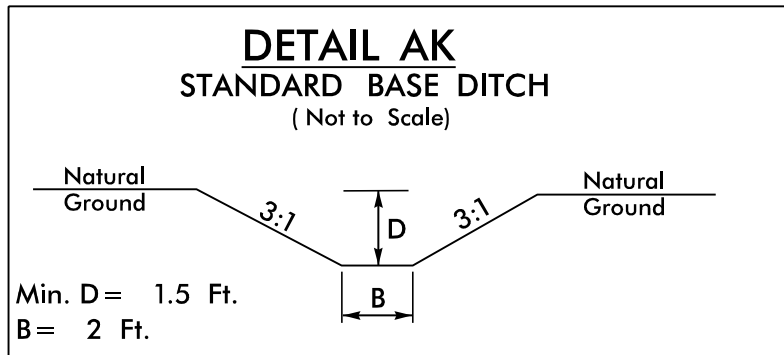 DETAIL AK
STANDARD BASE DITCH
( Not to Scale)
Natural
Ground
3:1
D
3:1
Natural
Ground
B
Min. D = 1.5 Ft.
B = 2 Ft.